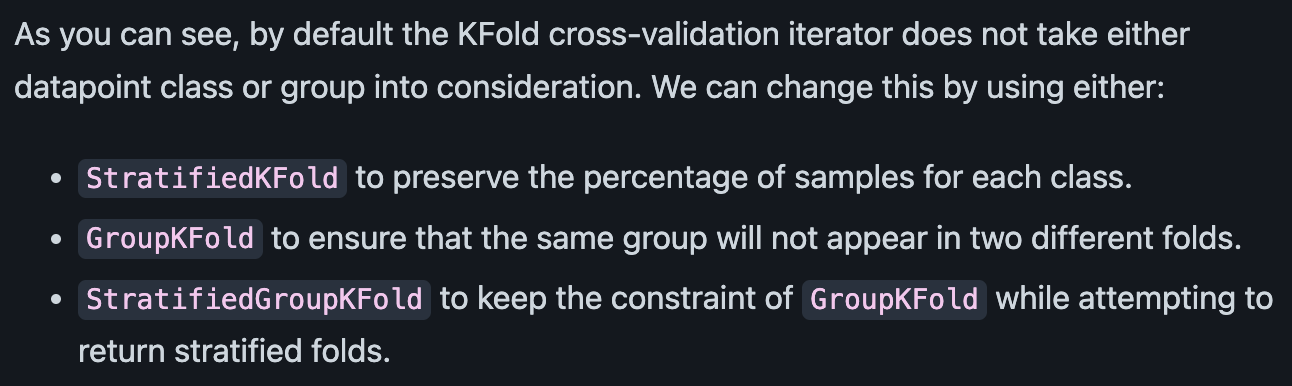 As you can see, by default the KFold cross-validation iterator does not take either
datapoint class or group into consideration. We can change this by using either:
• StratifiedKFold to preserve the percentage of samples for each class.
• GroupKFold to ensure that the same group will not appear in two different folds.
• StratifiedGroupKFold to keep the constraint of GroupKFold while attempting to
return stratified folds.